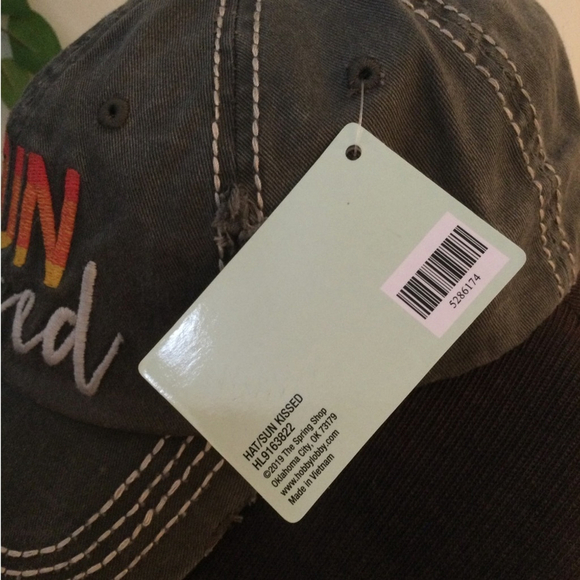 UN
ed
5286174
HAT/SUN KISSED
HL9163822
©2019 The Spring Shop
Oklahoma City, OK 73179
www.hobbylobby.com
Made in Vietnam